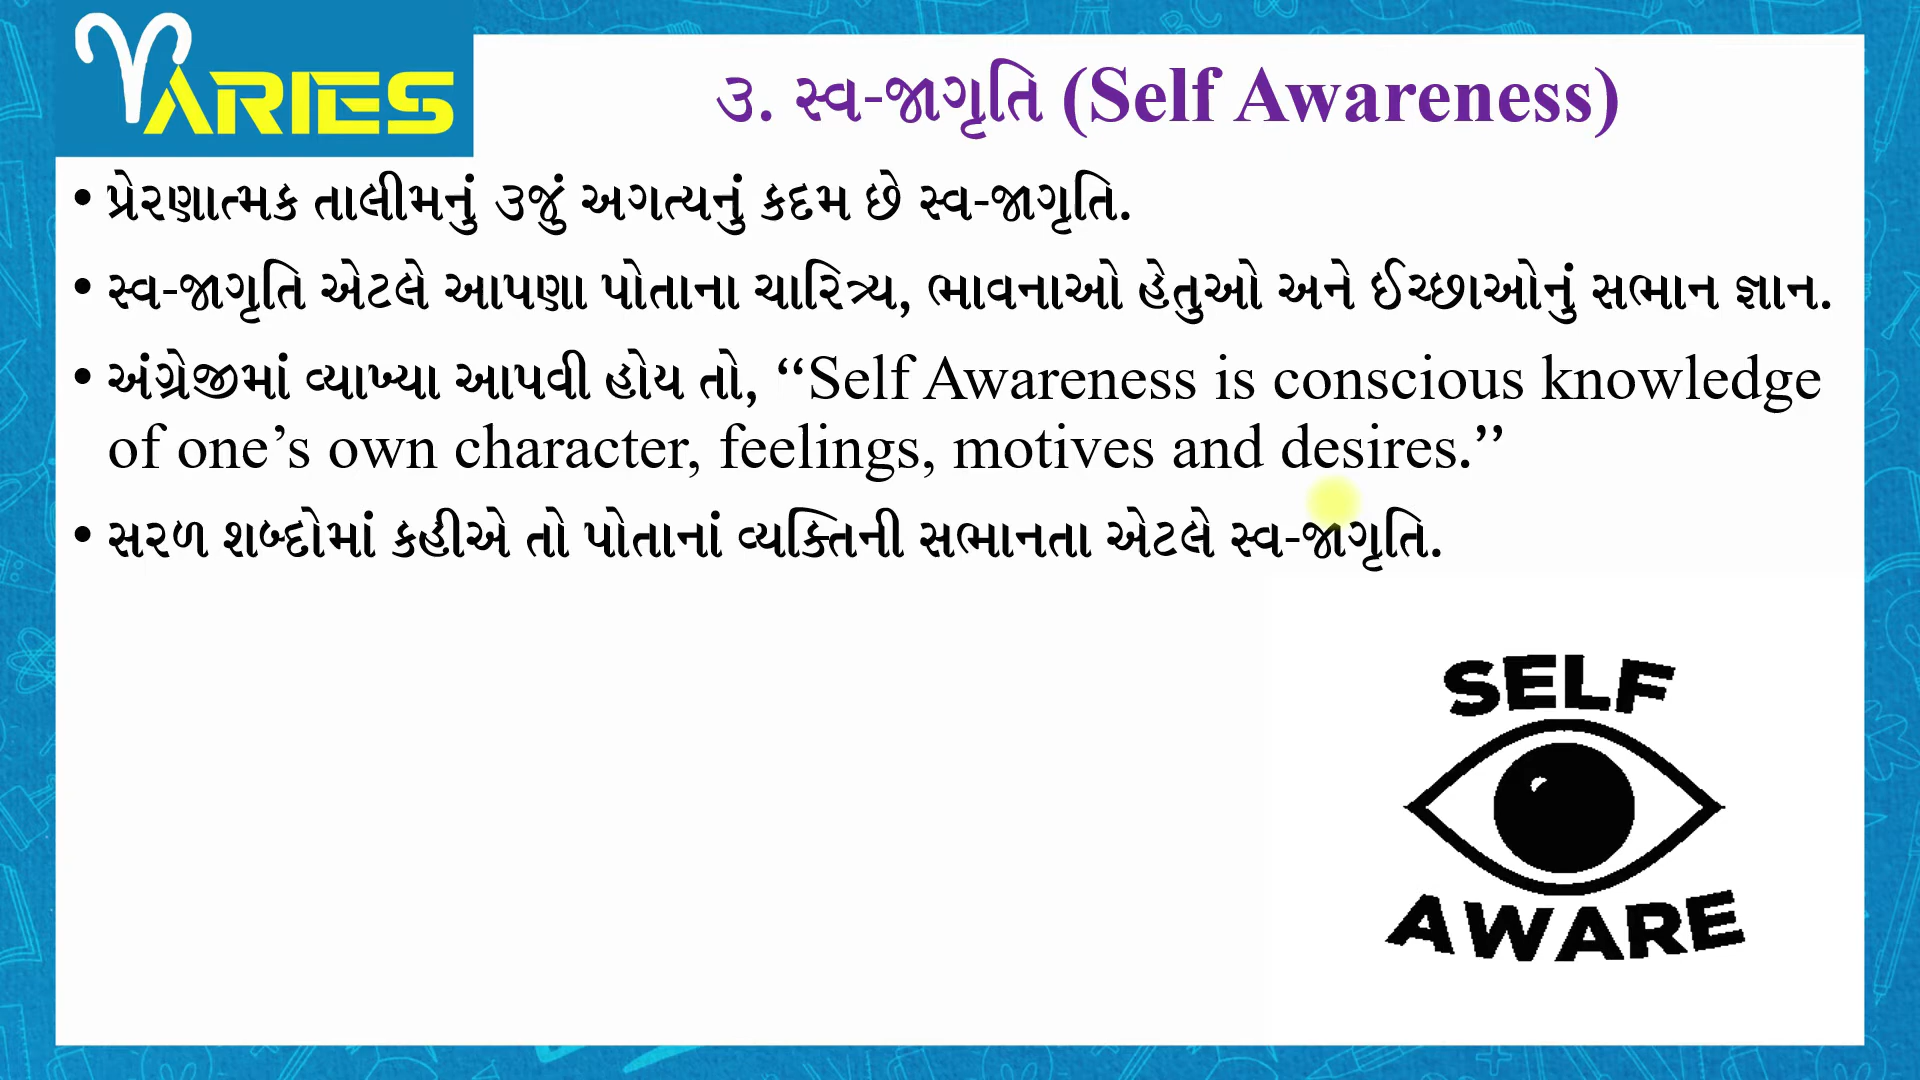 ARIES
૩. સ્વ-જાગૃતિ (Self Awareness)
• પ્રેરણાત્મક તાલીમનું ૩જું અગત્યનું કદમ છે સ્વ-જાગૃતિ.
• સ્વ-જાગૃતિ એટલે આપણા પોતાના ચારિત્ર્ય, ભાવનાઓ હેતુઓ અને ઈચ્છાઓનું સભાન જ્ઞાન.
• અંગ્રેજીમાં વ્યાખ્યા આપવી હોય તો, “Self Awareness is conscious knowledge
of one’s own character, feelings, motives and desires.”
• સરળ શબ્દોમાં કહીએ તો પોતાનાં વ્યક્તિની સભાનતા એટલે સ્વ-જાગૃતિ.
SELF
AWARE